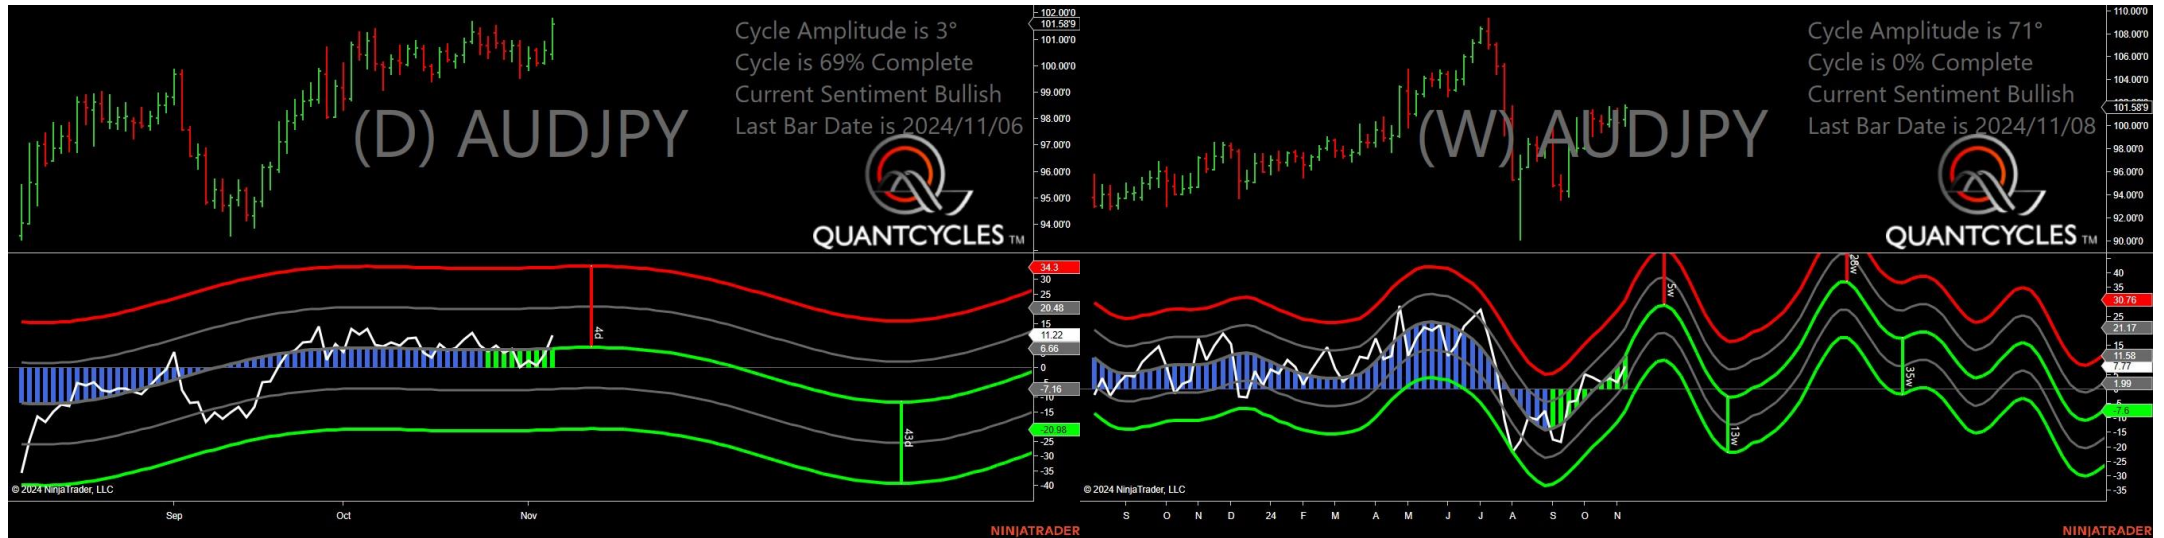 Cycle Amplitude is 3°
Cycle is 69% Complete
Current Sentiment Bullish
Last Bar Date is 2024/11/06
(D) AUDJPY
QUANTCYCLES TM
102.00'0
101.58'9
101.00'0
100.00'0
99.00'0
98.00'0
97.00'0
96.00'0
95.00'0
94.00'0
34.3
30
25
20.48
15
11.22
6.66
0
-7.16
-10
-15
-20.98
-25
-30
-35
-40
4d
43d
© 2024 NinjaTrader, LLC
Sep
Oct
Nov
NINJATRADER
Cycle Amplitude is 71°
Cycle is 0% Complete
Current Sentiment Bullish
Last Bar Date is 2024/11/08
(W) AUDJPY
QUANTCYCLES TM
110.00'0
108.00'0
106.00'0
104.00'0
101.58'9
100.00'0
98.00'0
96.00'0
94.00'0
92.00'0
90.00'0
40
35
30.76
25
21.17
15
11.58
7.77
1.99
-7.6
-10
-15
-20
-25
-30
-35
5w
13w
26w
35w
© 2024 NinjaTrader, LLC
S
O
N
D
24
F
M
A
M
J
J
A
S
O
N
NINJATRADER